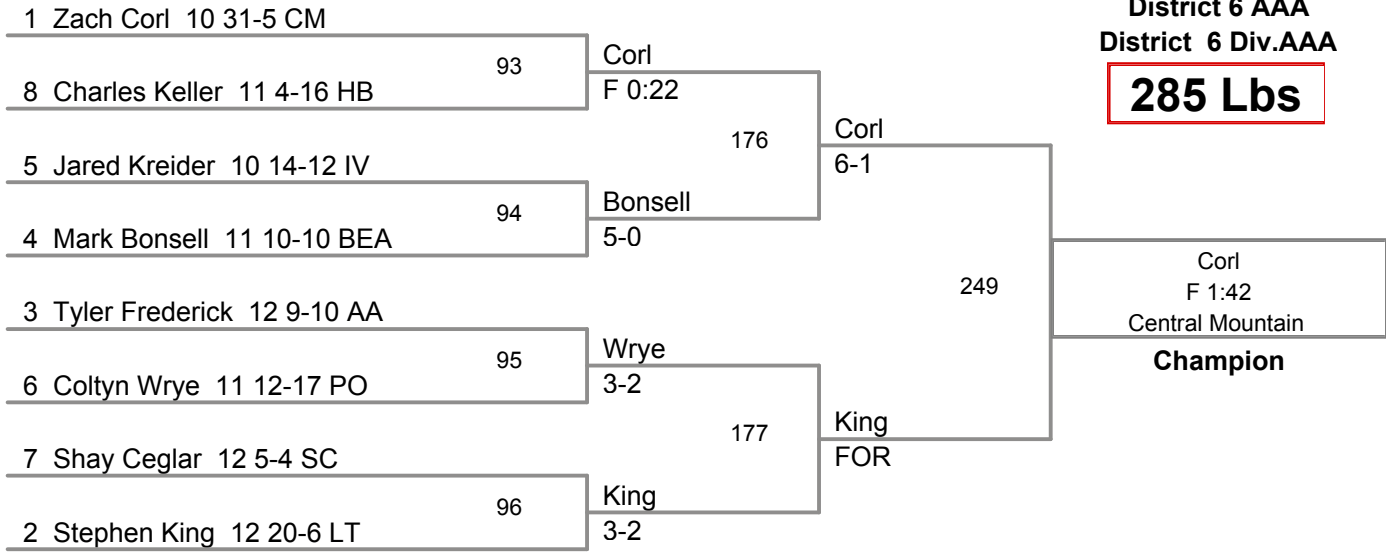 District 6 AAA
District  6 Div.AAA
285 Lbs
1  Zach Corl  10 31-5 CM
93
8  Charles Keller  11 4-16 HB
Corl
F 0:22
5  Jared Kreider  10 14-12 IV
94
4  Mark Bonsell  11 10-10 BEA
Bonsell
5-0
176
Corl
6-1
3  Tyler Frederick  12 9-10 AA
95
6  Coltyn Wrye  11 12-17 PO
Wrye
3-2
7  Shay Ceglar  12 5-4 SC
96
2  Stephen King  12 20-6 LT
King
3-2
177
King
FOR
249
Corl
F 1:42
Central Mountain
Champion